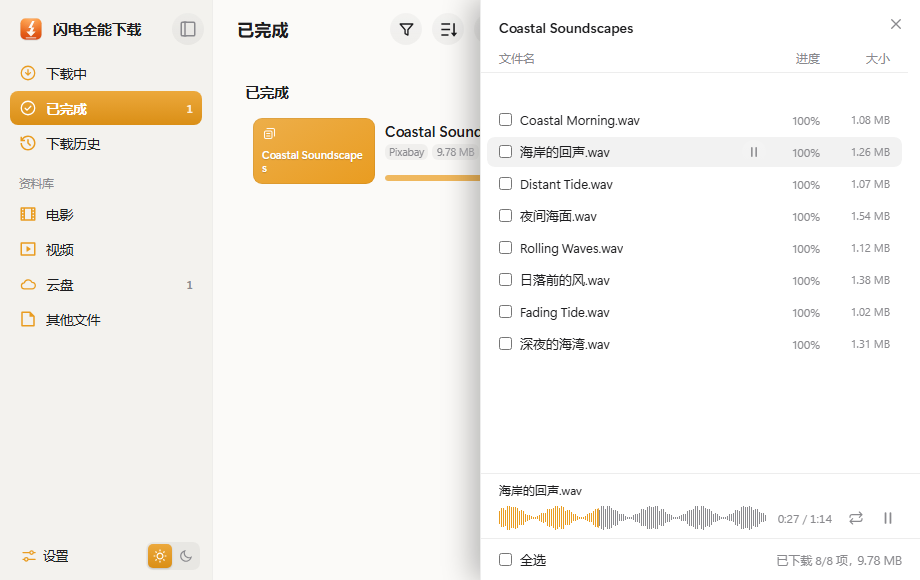 闪电全能下载
下载中
已完成 1
下载历史
资料库
电影
视频
云盘 1
其他文件
设置
已完成
已完成
Coastal Soundscape
s
Coastal Sound
Pixabay 9.78 MB
Coastal Soundscapes
文件名 进度 大小
Coastal Morning.wav 100% 1.08 MB
海岸的回声.wav 100% 1.26 MB
Distant Tide.wav 100% 1.07 MB
夜间海面.wav 100% 1.54 MB
Rolling Waves.wav 100% 1.12 MB
日落前的风.wav 100% 1.38 MB
Fading Tide.wav 100% 1.02 MB
深夜的海湾.wav 100% 1.31 MB
海岸的回声.wav
0:27 / 1:14
全选 已下载 8/8 项，9.78 MB